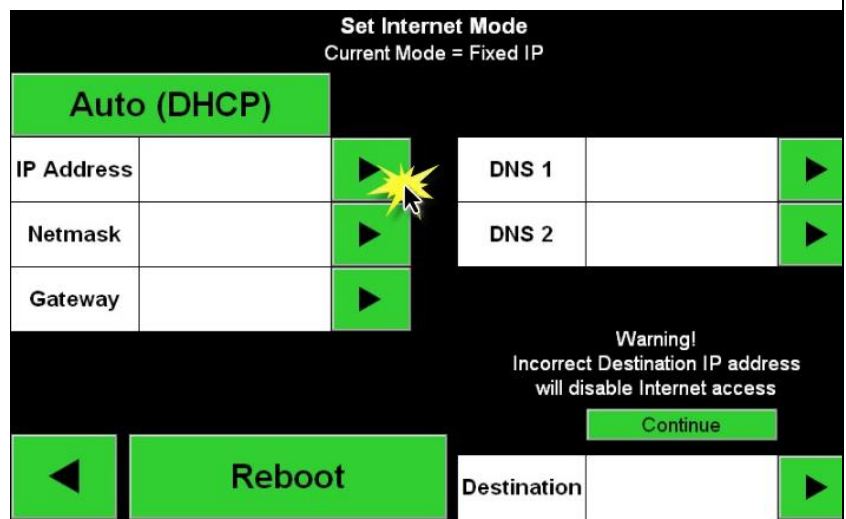 Set Internet Mode
Current Mode = Fixed IP
Auto (DHCP)
IP Address
DNS 1
Netmask
DNS 2
Gateway
Warning!
Incorrect Destination IP address
will disable Internet access
Continue
Reboot
Destination